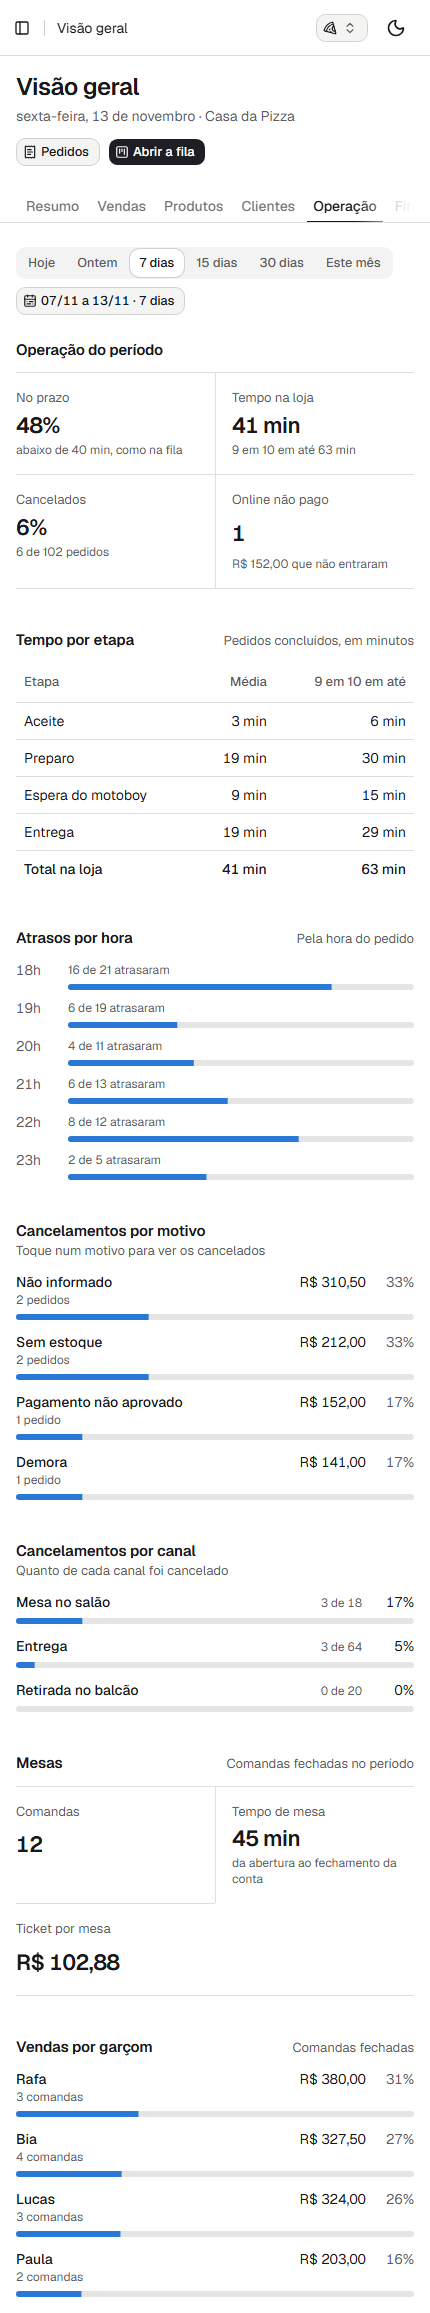 Visão geral
Visão geral
sexta-feira, 13 de novembro · Casa da Pizza
Pedidos
Abrir a fila
Resumo Vendas Produtos Clientes Operação Fin
Hoje Ontem 7 dias 15 dias 30 dias Este mês
07/11 a 13/11 · 7 dias
Operação do período
No prazo
48%
abaixo de 40 min, como na fila
Tempo na loja
41 min
9 em 10 em até 63 min
Cancelados
6%
6 de 102 pedidos
Online não pago
1
R$ 152,00 que não entraram
Tempo por etapa Pedidos concluídos, em minutos
Etapa Média 9 em 10 em até
Aceite 3 min 6 min
Preparo 19 min 30 min
Espera do motoboy 9 min 15 min
Entrega 19 min 29 min
Total na loja 41 min 63 min
Atrasos por hora Pela hora do pedido
18h 16 de 21 atrasaram
19h 6 de 19 atrasaram
20h 4 de 11 atrasaram
21h 6 de 13 atrasaram
22h 8 de 12 atrasaram
23h 2 de 5 atrasaram
Cancelamentos por motivo
Toque num motivo para ver os cancelados
Não informado R$ 310,50 33%
2 pedidos
Sem estoque R$ 212,00 33%
2 pedidos
Pagamento não aprovado R$ 152,00 17%
1 pedido
Demora R$ 141,00 17%
1 pedido
Cancelamentos por canal
Quanto de cada canal foi cancelado
Mesa no salão 3 de 18 17%
Entrega 3 de 64 5%
Retirada no balcão 0 de 20 0%
Mesas Comandas fechadas no período
Comandas
12
Tempo de mesa
45 min
da abertura ao fechamento da
conta
Ticket por mesa
R$ 102,88
Vendas por garçom Comandas fechadas
Rafa R$ 380,00 31%
3 comandas
Bia R$ 327,50 27%
4 comandas
Lucas R$ 324,00 26%
3 comandas
Paula R$ 203,00 16%
2 comandas